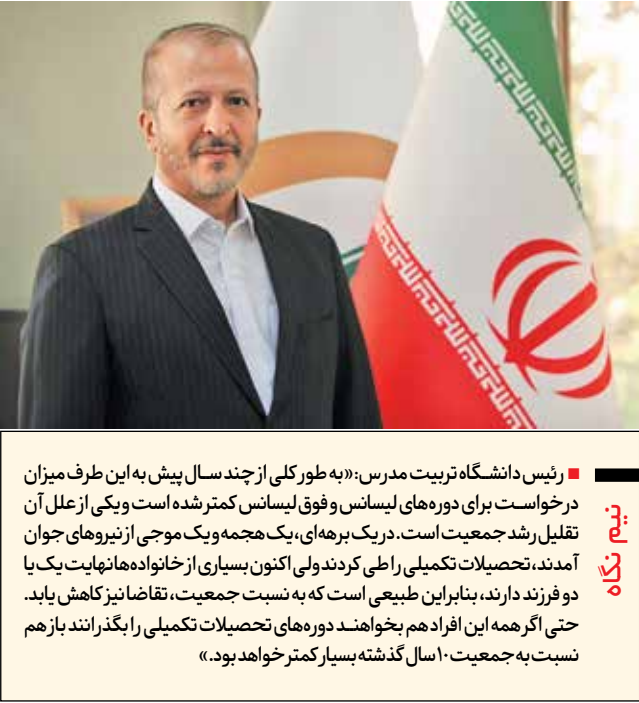 ■ رئیس دانشگاه تربیت مدرس:«به طور کلی از چند سال پیش به این طرف میزان
درخواست برای دوره‌های لیسانس و فوق لیسانس کمتر شده است و یکی از علل آن
تقلیل رشد جمعیت است. در یک برهه‌ای، یک هجمه و یک موجی از نیروهای جوان
آمدند، تحصیلات تکمیلی را طی کردند ولی اکنون بسیاری از خانواده‌ها نهایت یک یا
دو فرزند دارند، بنابراین طبیعی است که به نسبت جمعیت، تقاضا نیز کاهش یابد.
حتی اگر همه این افراد هم بخواهند دوره‌های تحصیلات تکمیلی را بگذرانند باز هم
نسبت به جمعیت ۱۰ سال گذشته بسیار کمتر خواهد بود.»
نیم نگاه